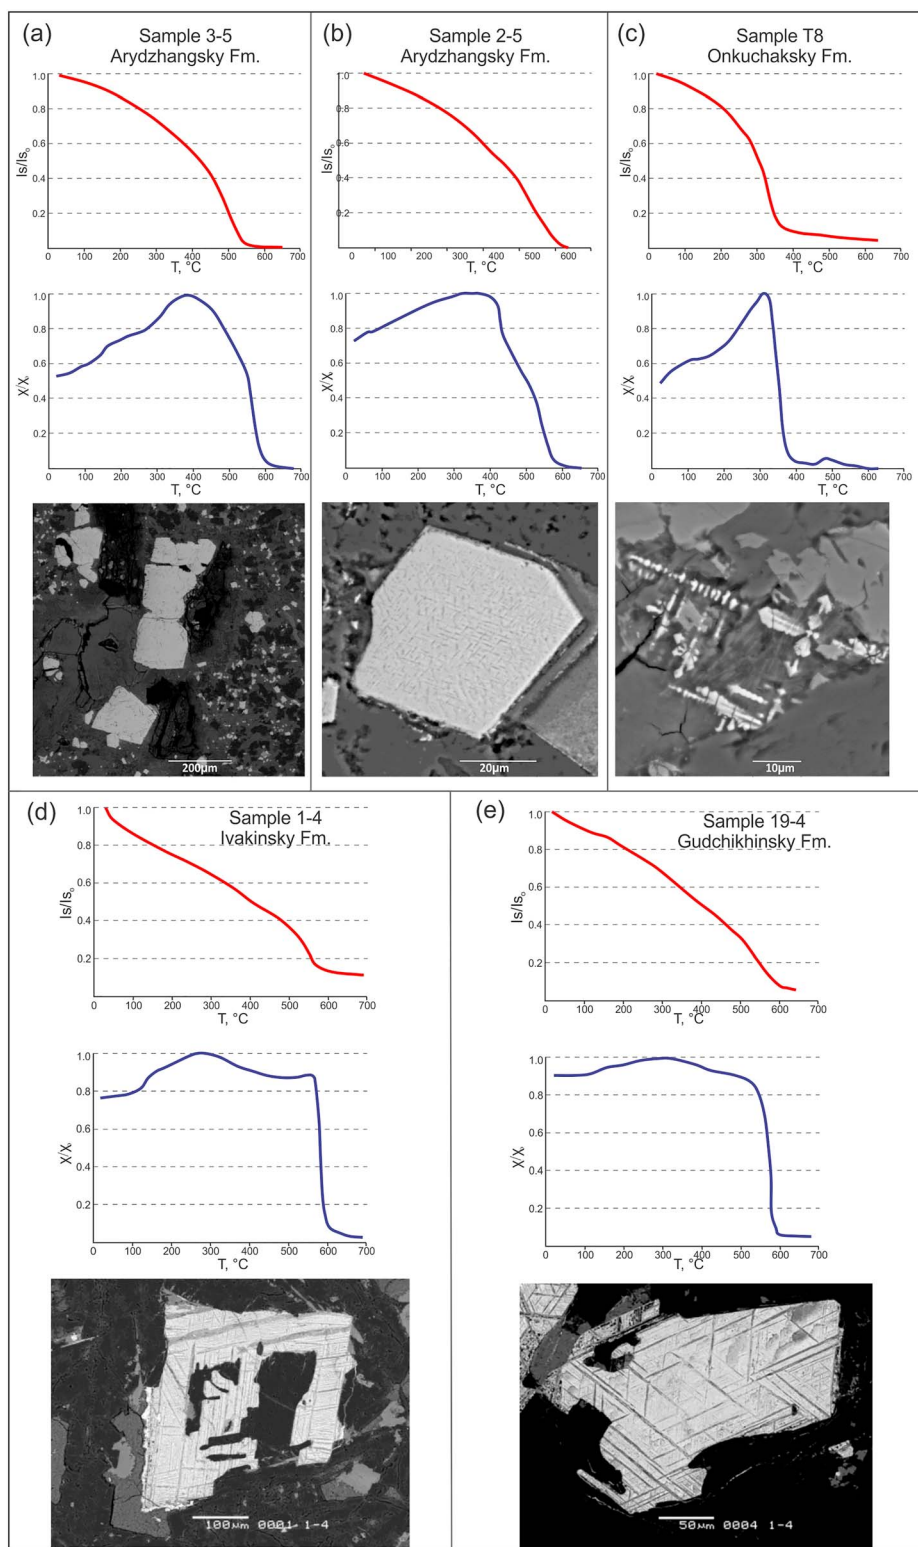 (a)
Sample 3-5
Arydzhangsky Fm.
1.0
0.8
0.6
0.4
0.2
Is/Is₀
0 100 200 300 400 500 600 700
T, °C
1.0
0.8
0.6
0.4
0.2
χ/χ₀
0 100 200 300 400 500 600 700
T, °C
200µm
(b)
Sample 2-5
Arydzhangsky Fm.
1.0
0.8
0.6
0.4
0.2
Is/Is₀
0 100 200 300 400 500 600
T, °C
1.0
0.8
0.6
0.4
0.2
χ/χ₀
0 100 200 300 400 500 600 700
T, °C
20µm
(c)
Sample T8
Onkuchaksky Fm.
1.0
0.8
0.6
0.4
0.2
Is/Is₀
0 100 200 300 400 500 600 700
T, °C
1.0
0.8
0.6
0.4
0.2
χ/χ₀
0 100 200 300 400 500 600 700
T, °C
10µm
(d)
Sample 1-4
Ivakinsky Fm.
1.0
0.8
0.6
0.4
0.2
Is/Is₀
0 100 200 300 400 500 600 700
T, °C
1.0
0.8
0.6
0.4
0.2
χ/χ₀
0 100 200 300 400 500 600 700
T, °C
100µm 0001 1-4
(e)
Sample 19-4
Gudchikhinsky Fm.
1.0
0.8
0.6
0.4
0.2
Is/Is₀
0 100 200 300 400 500 600 700
T, °C
1.0
0.8
0.6
0.4
0.2
χ/χ₀
0 100 200 300 400 500 600 700
T, °C
50µm 0004 1-4